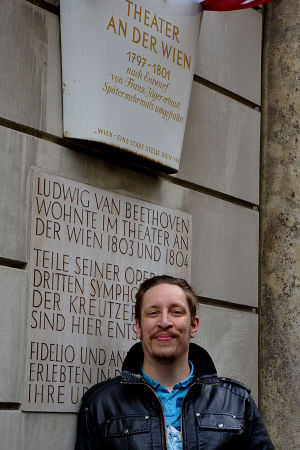 THEATER
AN DER WIEN
1797-1801
nach Entwurf
von Franz Jäger erbaut
Später mehrmals umgestaltet
„WIEN - EINE STADT STELLT SICH VOR
LUDWIG VAN BEETHOVEN
WOHNTE IM THEATER AN
DER WIEN 1803 UND 1804
TEILE SEINER OPER
DRITTEN SYMPHO
DER KREUTZE
SIND HIER ENT
FIDELIO UND AN
ERLEBTEN IN
IHRE U